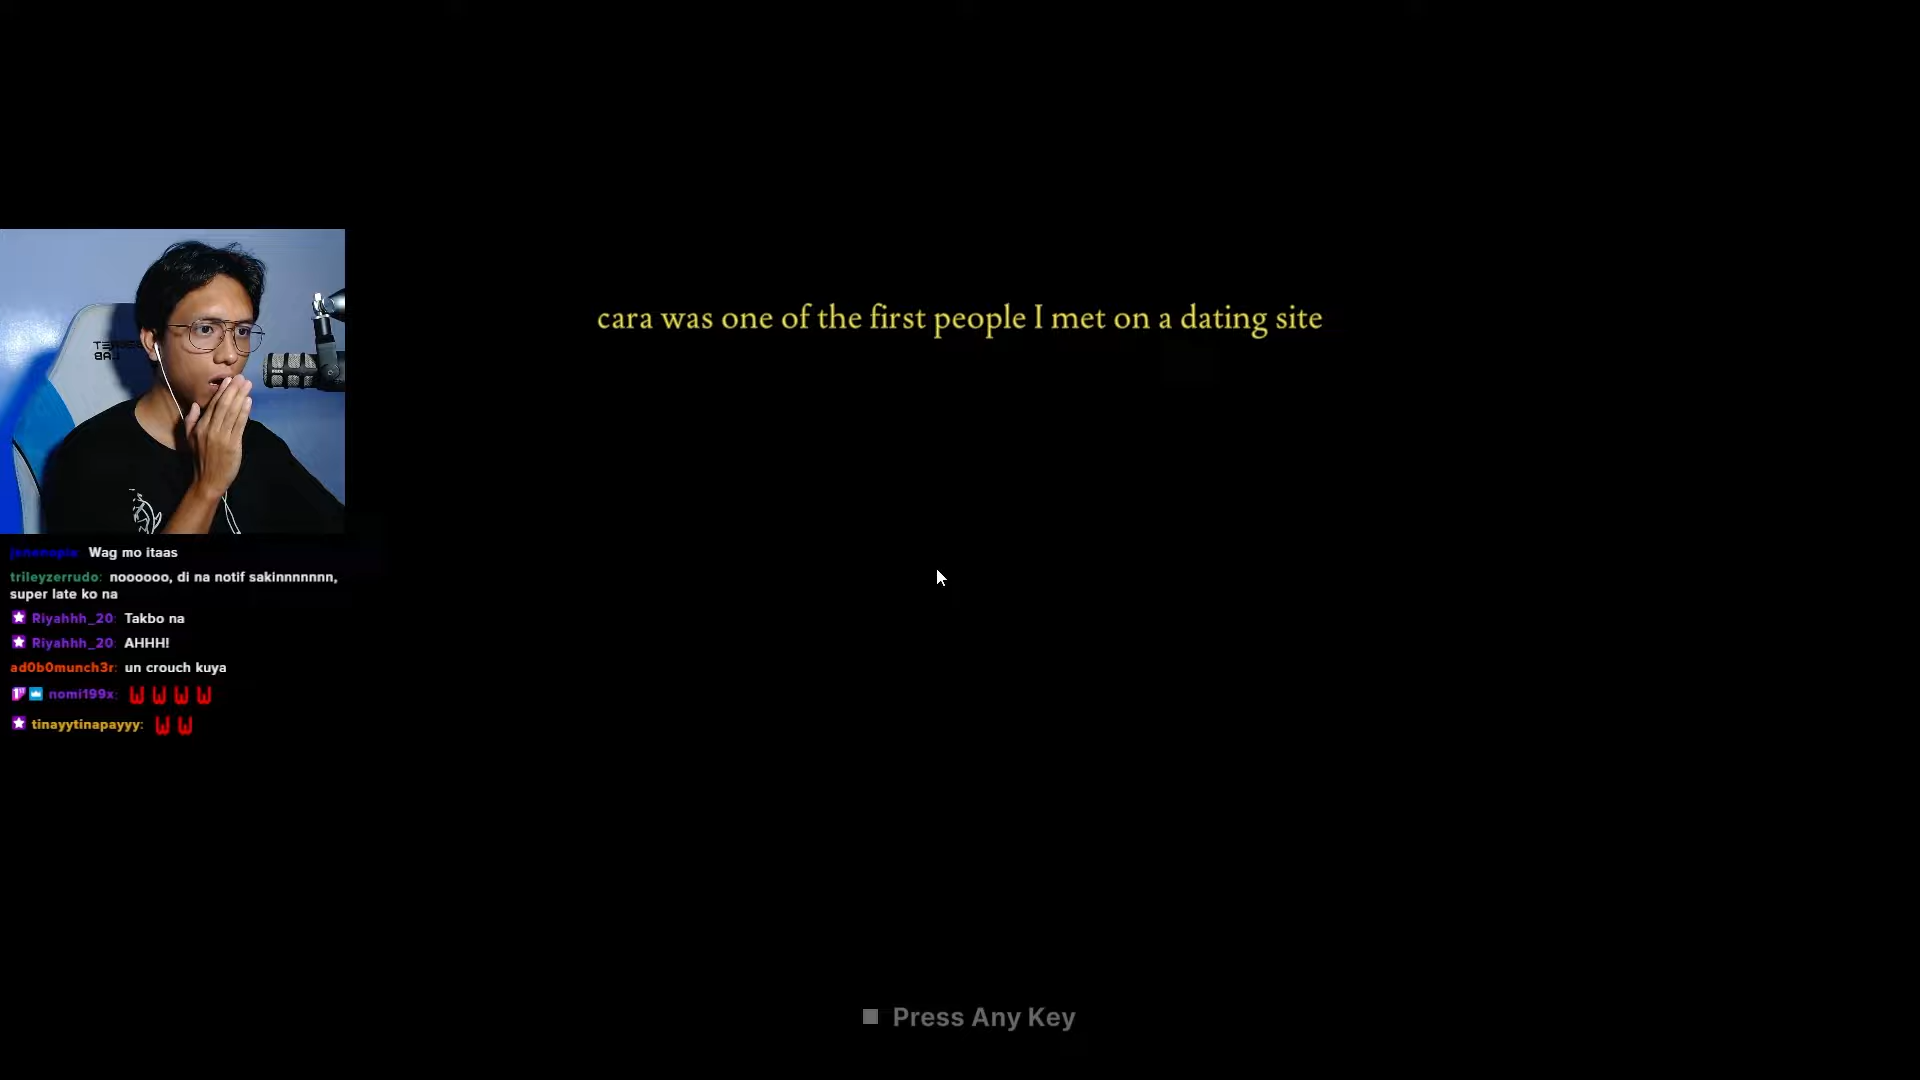 cara was one of the first people I met on a dating site
Wag mo itaas
trileyzerrudo: noooooo, di na notif sakinnnnnnn,
super late ko na
Riyahhh_20: Takbo na
Riyahhh_20: AHHH!
ad0b0munch3r: un crouch kuya
nomi199x: W W W W
tinayytinapayyy: W W
Press Any Key